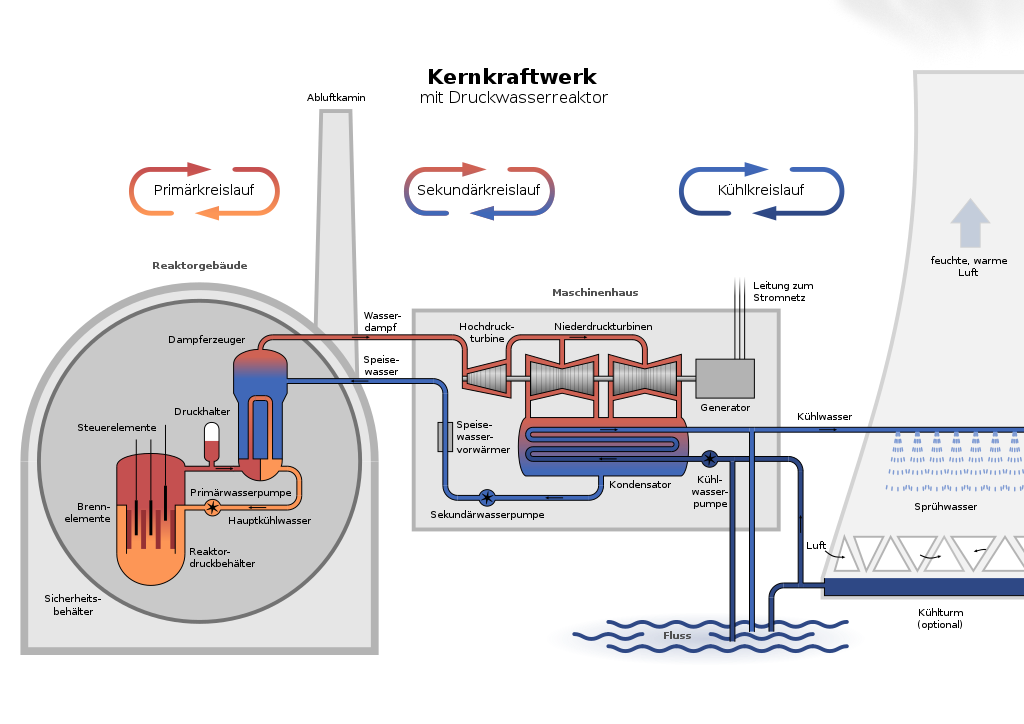 Kernkraftwerk
mit Druckwasserreaktor
Abluftkamin
Primärkreislauf
Sekundärkreislauf
Kühlkreislauf
Reaktorgebäude
Maschinenhaus
Leitung zum
Stromnetz
feuchte, warme
Luft
Dampferzeuger
Wasser-
dampf
Hochdruck-
turbine
Niederdruckturbinen
Speise-
wasser
Generator
Druckhalter
Steuerelemente
Speise-
wasser-
vorwärmer
Kühlwasser
Primärwasserpumpe
Kondensator
Kühl-
wasser-
pumpe
Brenn-
elemente
Hauptkühlwasser
Sekundärwasserpumpe
Sprühwasser
Reaktor-
druckbehälter
Luft
Sicherheits-
behälter
Kühlturm
(optional)
Fluss